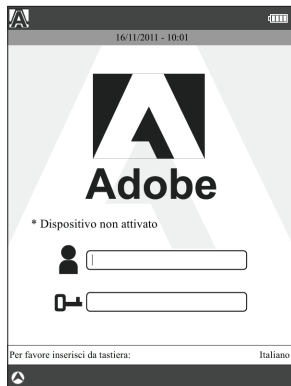 16/11/2011 - 10:01
Adobe
* Dispositivo non attivato
Per favore inserisci da tastiera: Italiano